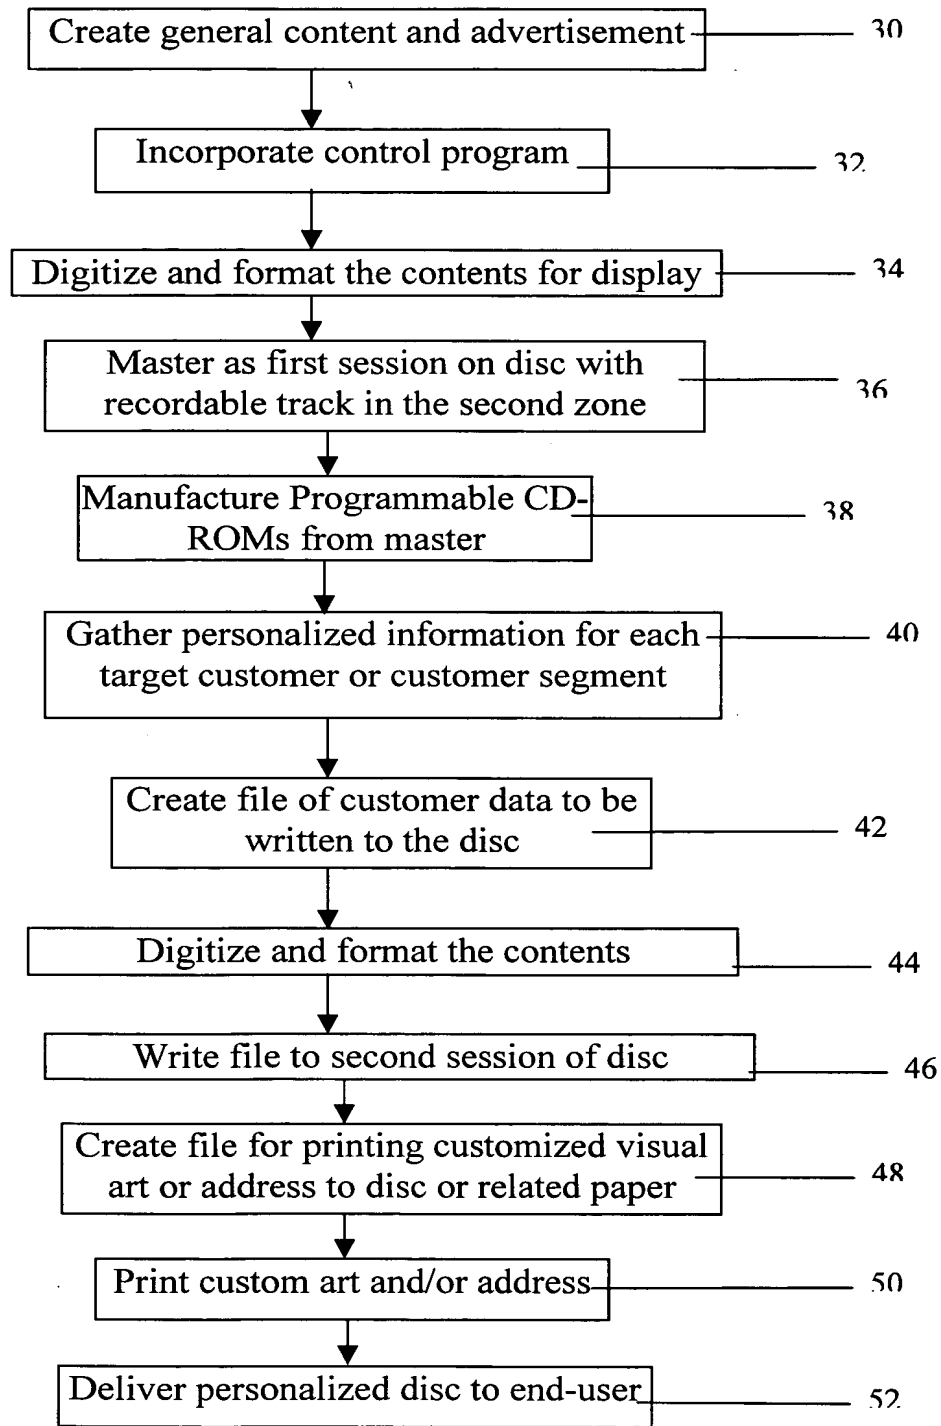 Create general content and advertisement 30
Incorporate control program 32
Digitize and format the contents for display 34
Master as first session on disc with
recordable track in the second zone 36
Manufacture Programmable CD-
ROMs from master 38
Gather personalized information for each 40
target customer or customer segment
Create file of customer data to be
written to the disc 42
Digitize and format the contents 44
Write file to second session of disc 46
Create file for printing customized visual
art or address to disc or related paper 48
Print custom art and/or address 50
Deliver personalized disc to end-user 52